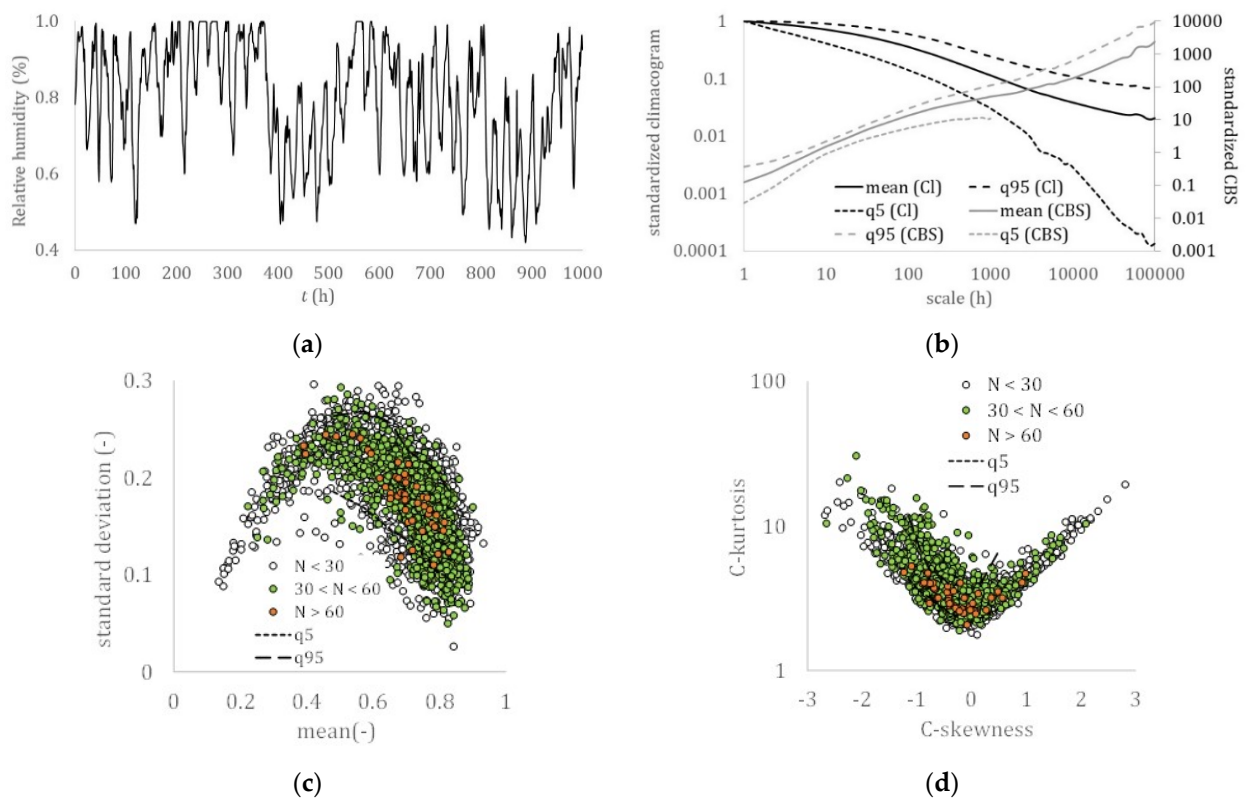 Relative humidity (%)
1.0
0.8
0.6
0.4
0 100 200 300 400 500 600 700 800 900 1000
t (h)
(a)
standardized climacogram
1
0.1
0.01
0.001
0.0001
mean (Cl) q95 (Cl)
q5 (Cl) mean (CBS)
q95 (CBS) q5 (CBS)
1 10 100 1000 10000 100000
scale (h)
10000
1000
100
10
1
0.1
0.01
0.001
standardized CBS
(b)
standard deviation (-)
0.3
0.2
0.1
0
N < 30
30 < N < 60
N > 60
q5
q95
0 0.2 0.4 0.6 0.8 1
mean(-)
(c)
C-kurtosis
100
10
1
N < 30
30 < N < 60
N > 60
q5
q95
-3 -2 -1 0 1 2 3
C-skewness
(d)